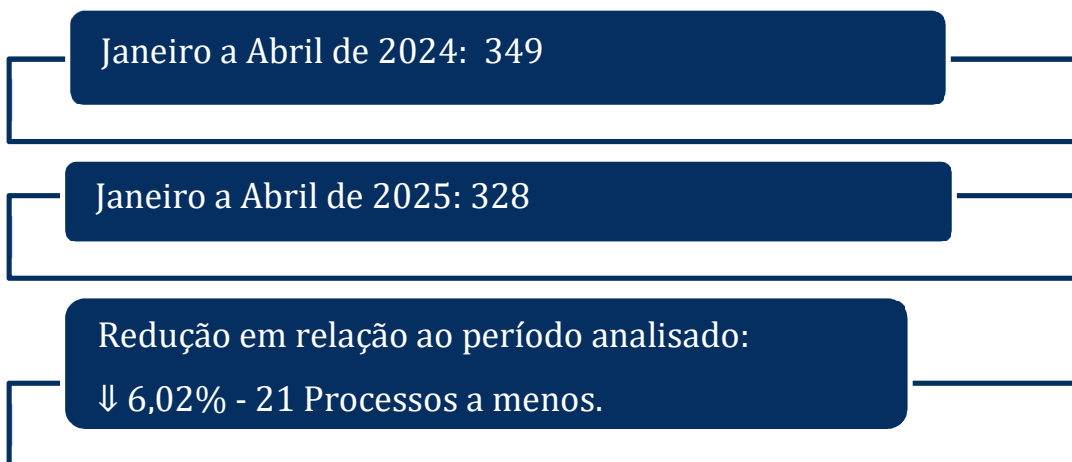 Janeiro a Abril de 2024: 349
Janeiro a Abril de 2025: 328
Redução em relação ao período analisado:
⇓ 6,02% - 21 Processos a menos.